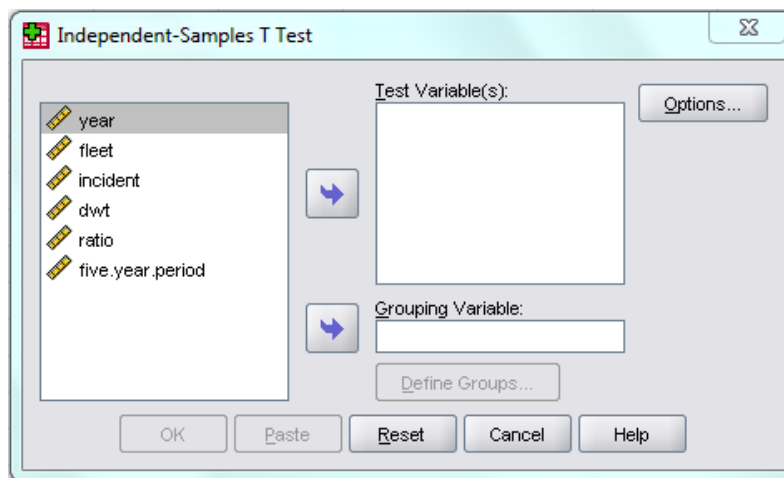 Independent-Samples T Test
year
fleet
incident
dwt
ratio
five.year.period
Test Variable(s):
Options...
Grouping Variable:
Define Groups...
OK
Paste
Reset
Cancel
Help